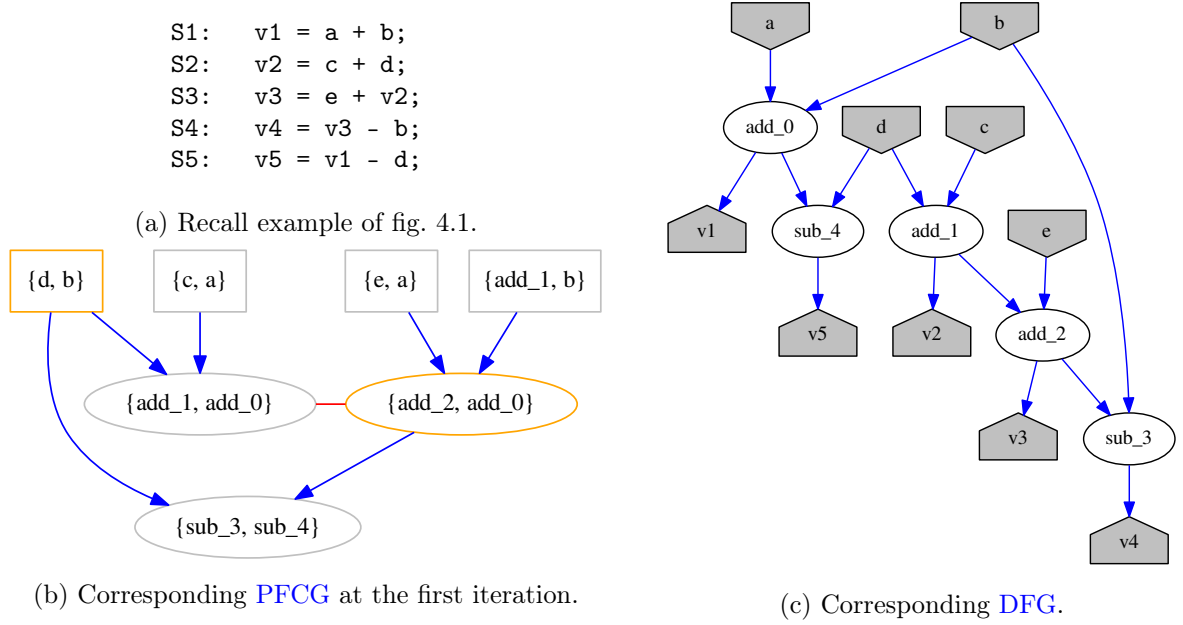 S1: v1 = a + b;
S2: v2 = c + d;
S3: v3 = e + v2;
S4: v4 = v3 - b;
S5: v5 = v1 - d;
(a) Recall example of fig. 4.1.
{d, b} {c, a} {e, a} {add_1, b}
{add_1, add_0} {add_2, add_0}
{sub_3, sub_4}
(b) Corresponding PFCG at the first iteration.
a b
add_0 d c
v1 sub_4 add_1 e
v5 v2 add_2
v3 sub_3
v4
(c) Corresponding DFG.